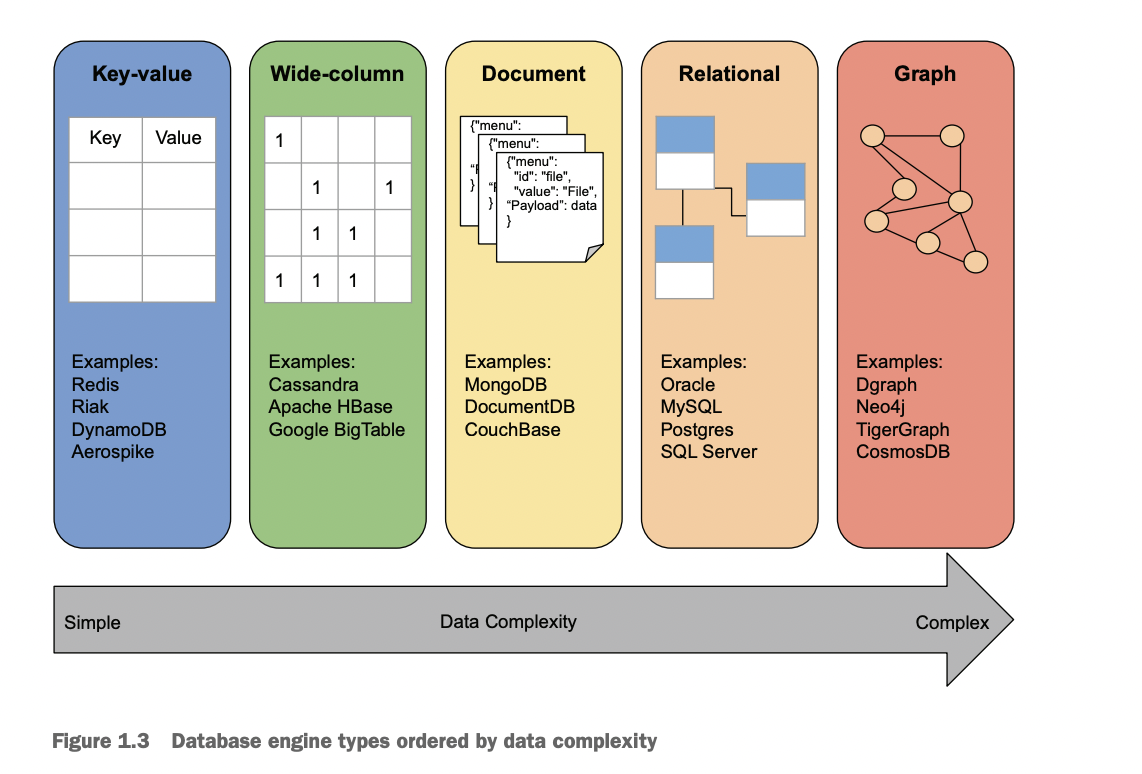 Key-value
Key Value
Examples:
Redis
Riak
DynamoDB
Aerospike
Wide-column
1
1 1
1 1
1 1 1
Examples:
Cassandra
Apache HBase
Google BigTable
Document
{"menu":
“F
}
{"menu":
“F
}
{"menu":
"id": "file",
"value": "File",
“Payload”: data
}
Examples:
MongoDB
DocumentDB
CouchBase
Relational
Examples:
Oracle
MySQL
Postgres
SQL Server
Graph
Examples:
Dgraph
Neo4j
TigerGraph
CosmosDB
Simple Data Complexity Complex
Figure 1.3 Database engine types ordered by data complexity